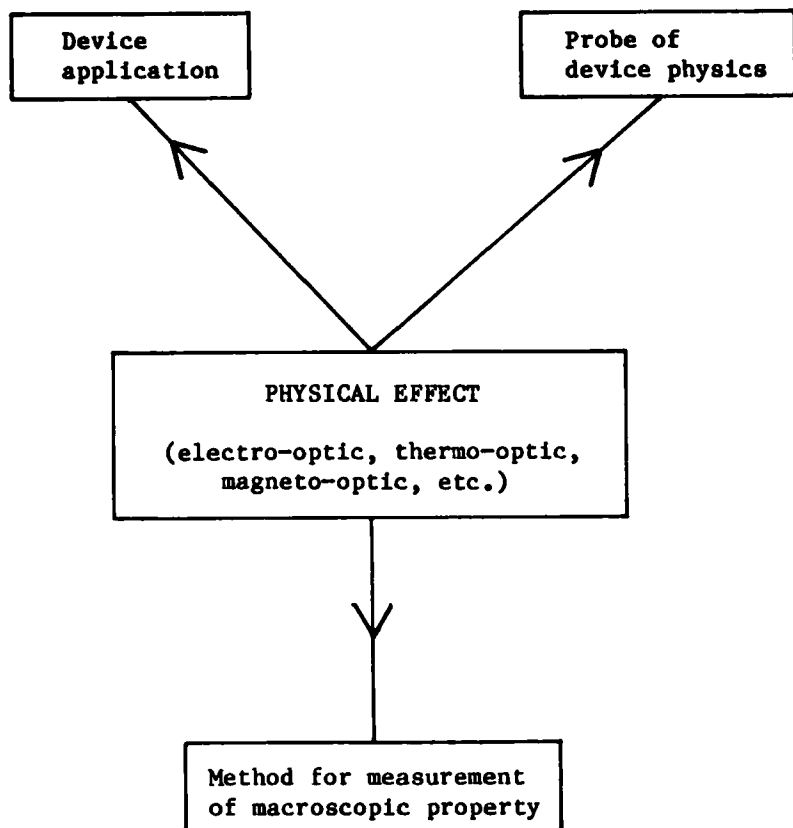 Device
application
Probe of
device physics
PHYSICAL EFFECT
(electro-optic, thermo-optic,
magneto-optic, etc.)
Method for measurement
of macroscopic property